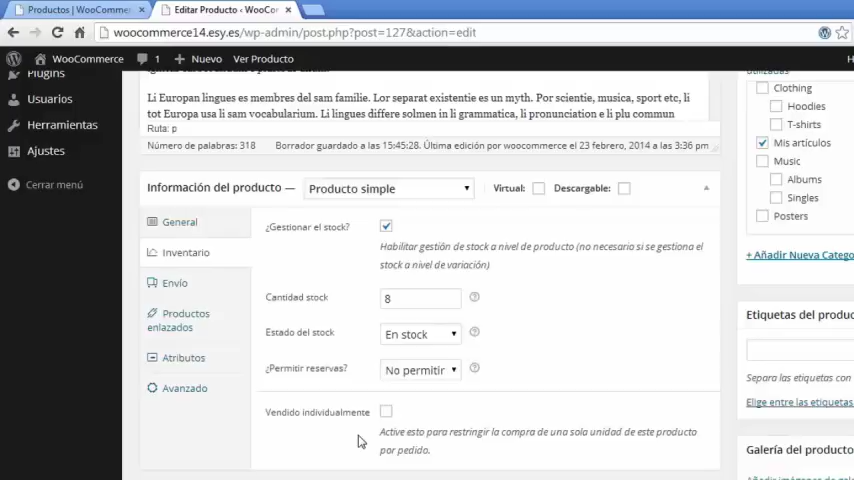 Productos | WooCommerce
Editar Producto ‹ WooCor
woocommerce14.esy.es/wp-admin/post.php?post=127&action=edit
WooCommerce
1
+ Nuevo
Ver Producto
H
Plugins
Usuarios
Herramientas
Ajustes
Cerrar menú
Li Europan lingues es membres del sam familie. Lor separat existentie es un myth. Por scientie, musica, sport etc, li
tot Europa usa li sam vocabularium. Li lingues differe solmen in li grammatica, li pronunciation e li plu commun
Ruta: p
Número de palabras: 318
Borrador guardado a las 15:45:28. Última edición por woocommerce el 23 febrero, 2014 a las 3:36 pm
Información del producto —
Producto simple
Virtual:
Descargable:
General
Inventario
Envío
Productos
enlazados
Atributos
Avanzado
¿Gestionar el stock?
Habilitar gestión de stock a nivel de producto (no necesario si se gestiona el
stock a nivel de variación)
Cantidad stock
8
Estado del stock
En stock
¿Permitir reservas?
No permitir
Vendido individualmente
Active esto para restringir la compra de una sola unidad de este producto
por pedido.
utilizadas
Clothing
Hoodies
T-shirts
Mis artículos
Music
Albums
Singles
Posters
+ Añadir Nueva Catego
Etiquetas del produc
Separa las etiquetas con
Elige entre las etiquetas
Galería del producto